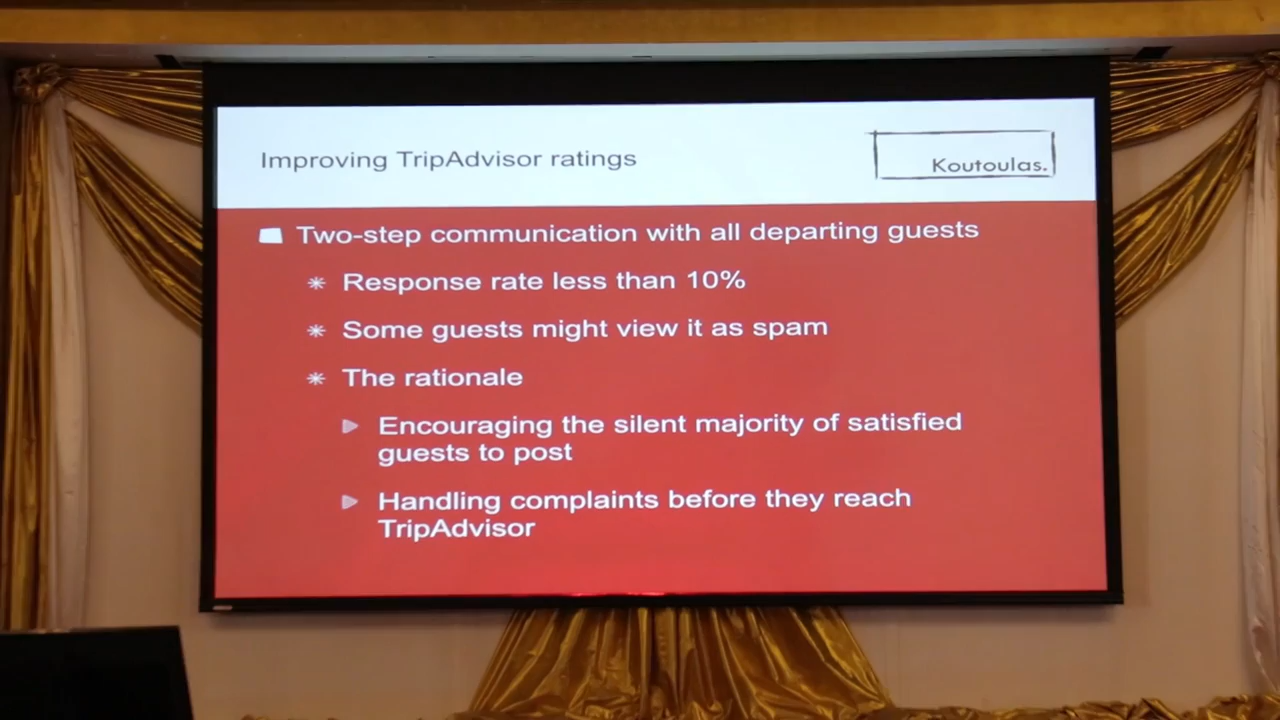 Improving TripAdvisor ratings
Koutoulas.
Two-step communication with all departing guests
Response rate less than 10%
Some guests might view it as spam
The rationale
Encouraging the silent majority of satisfied
guests to post
Handling complaints before they reach
TripAdvisor